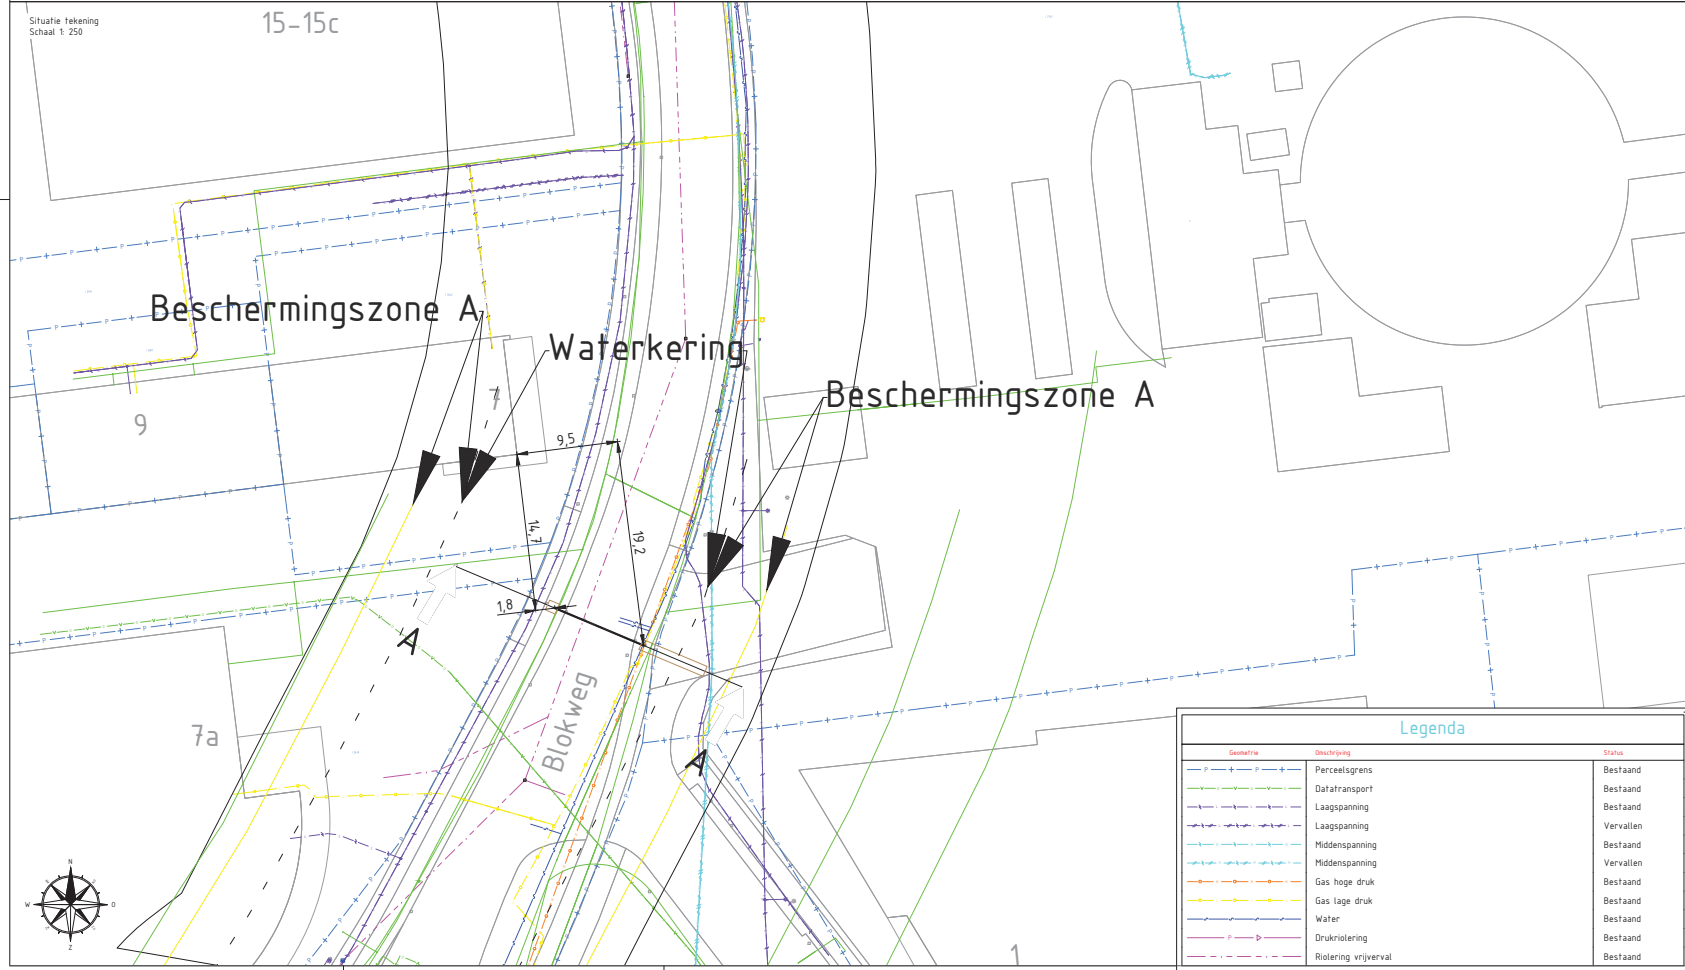 Situatie tekening
Schaal 1: 250
15-15c
Beschermingszone A
Waterkering
Beschermingszone A
9
7
9,5
14,7
19,2
1,8
A
Blokweg
7a
A
1
N
W
O
Z
Legenda
Geometrie Omschrijving Status
Perceelsgrens Bestaand
Datatransport Bestaand
Laagspanning Bestaand
Laagspanning Vervallen
Middenspanning Bestaand
Middenspanning Vervallen
Gas hoge druk Bestaand
Gas lage druk Bestaand
Water Bestaand
Drukriolering Bestaand
Riolering vrijverval Bestaand